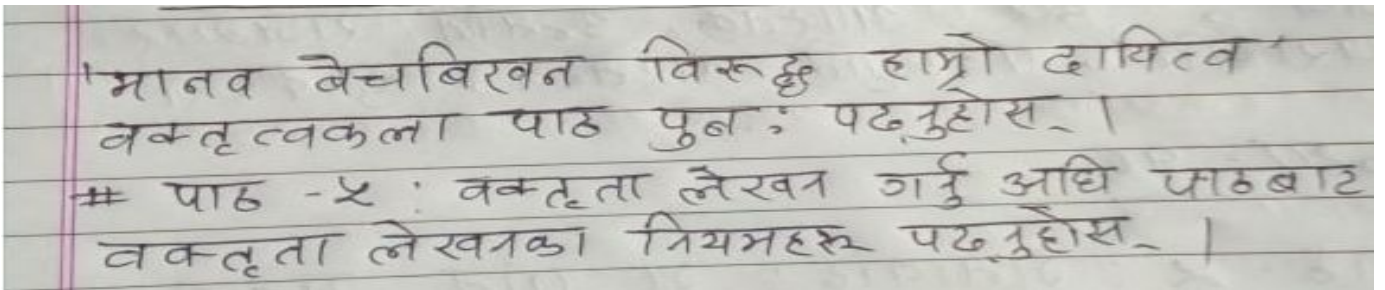 'मानव बेचबिखन विरूद्ध हाम्रो दायित्व'
वक्तृत्वकला पाठ पुनः पढ्नुहोस् ।
# पाठ -५ : वक्तृता लेखन गर्नु अघि पाठबाट
वक्तृता लेखनका नियमहरू पढ्नुहोस् ।